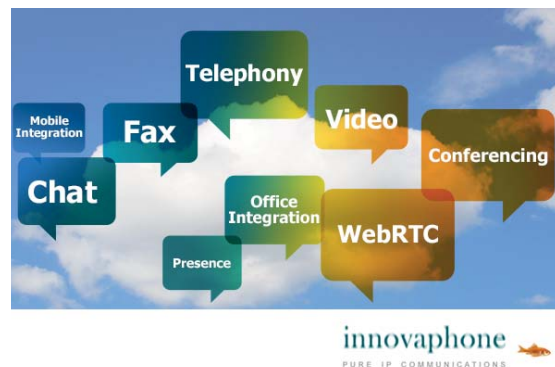 Telephony
Mobile
Integration
Fax
Video
Conferencing
Chat
Office
Integration
WebRTC
Presence
innovaphone
PURE IP COMMUNICATIONS